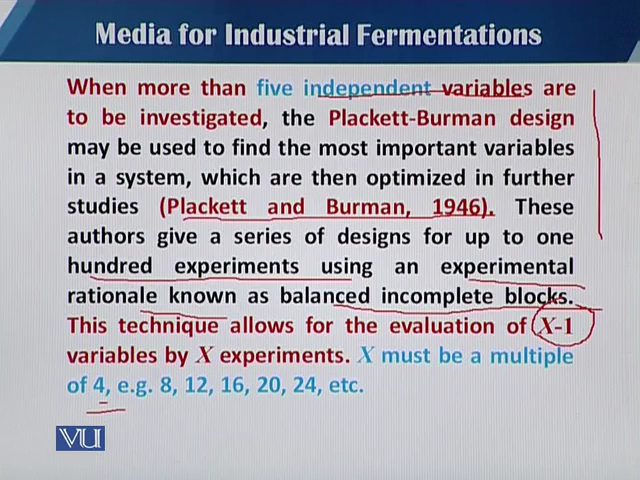 Media for Industrial Fermentations
When more than five independent variables are
to be investigated, the Plackett-Burman design
may be used to find the most important variables
in a system, which are then optimized in further
studies (Plackett and Burman, 1946). These
authors give a series of designs for up to one
hundred experiments using an experimental
rationale known as balanced incomplete blocks.
This technique allows for the evaluation of X-1
variables by X experiments. X must be a multiple
of 4, e.g. 8, 12, 16, 20, 24, etc.
VU